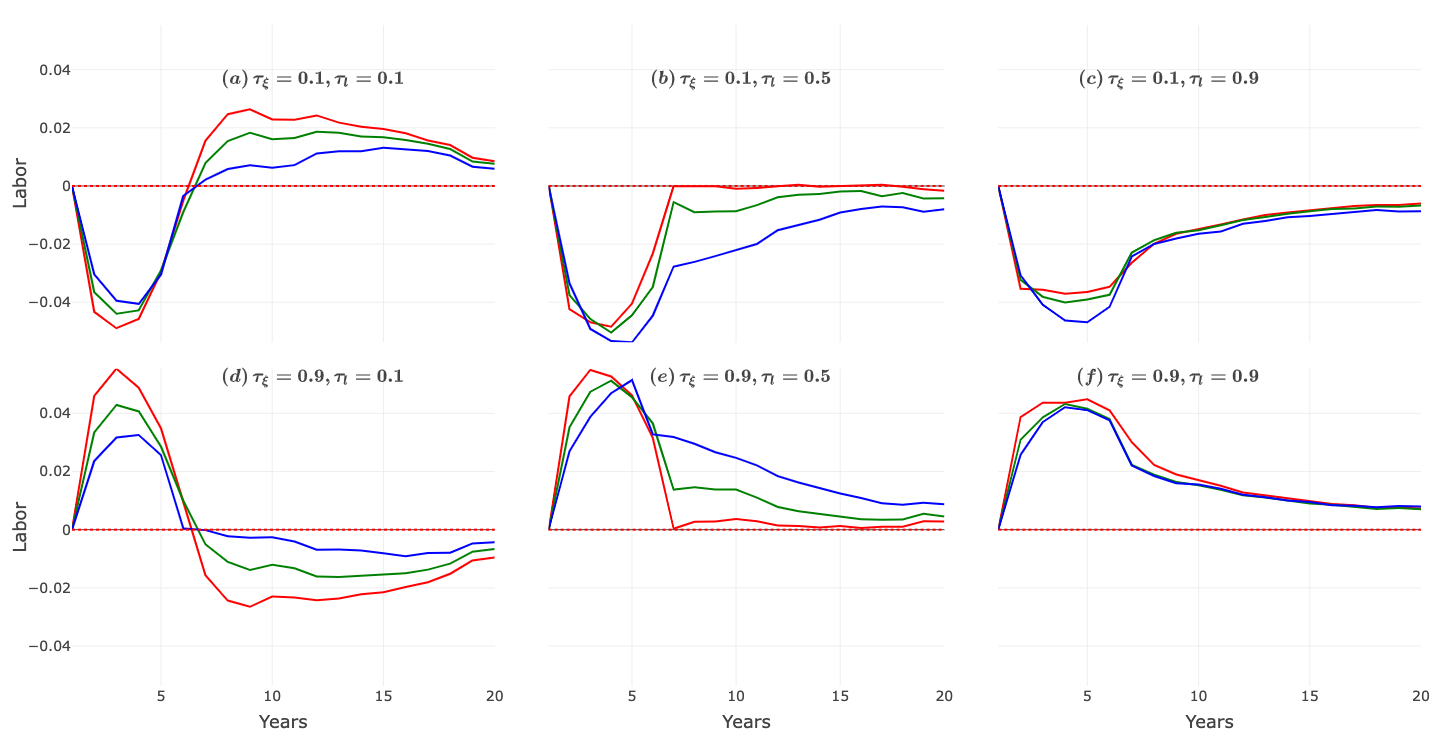 (a) τξ = 0.1, τl = 0.1
(b) τξ = 0.1, τl = 0.5
(c) τξ = 0.1, τl = 0.9
0.04
0.02
0
−0.02
−0.04
Labor
(d) τξ = 0.9, τl = 0.1
(e) τξ = 0.9, τl = 0.5
(f) τξ = 0.9, τl = 0.9
0.04
0.02
0
−0.02
−0.04
Labor
5 10 15 20
5 10 15 20
5 10 15 20
Years
Years
Years